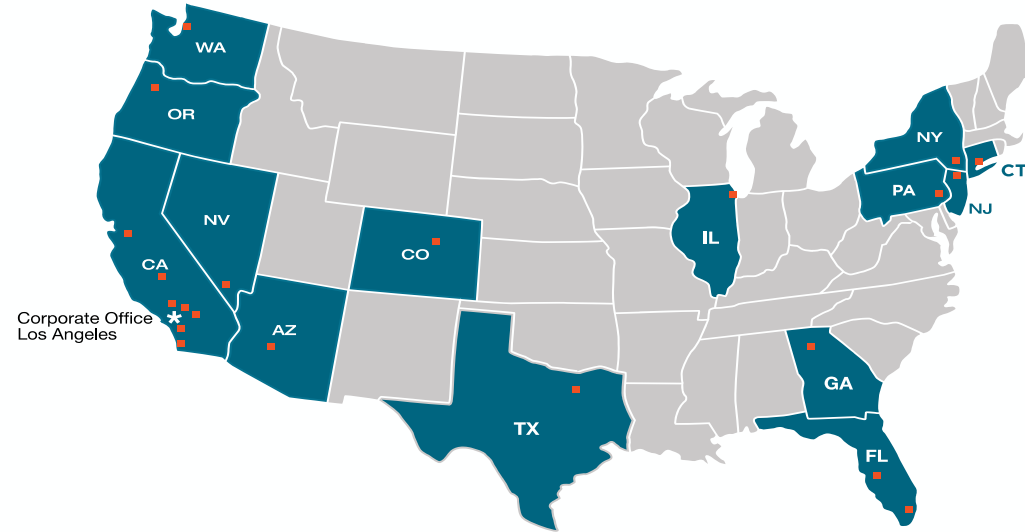 WA
OR
NY
CT
PA
NJ
NV
IL
CO
CA
Corporate Office
Los Angeles
*
AZ
GA
TX
FL